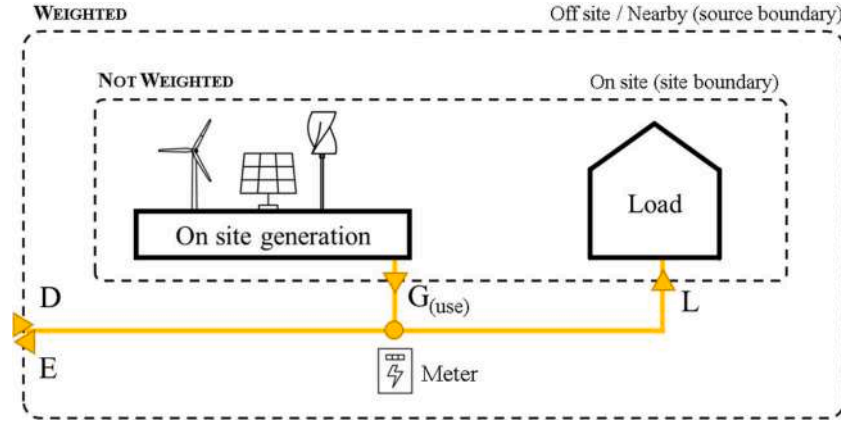 WEIGHTED
Off site / Nearby (source boundary)
NOT WEIGHTED
On site (site boundary)
On site generation
Load
D
G(use)
L
E
Meter